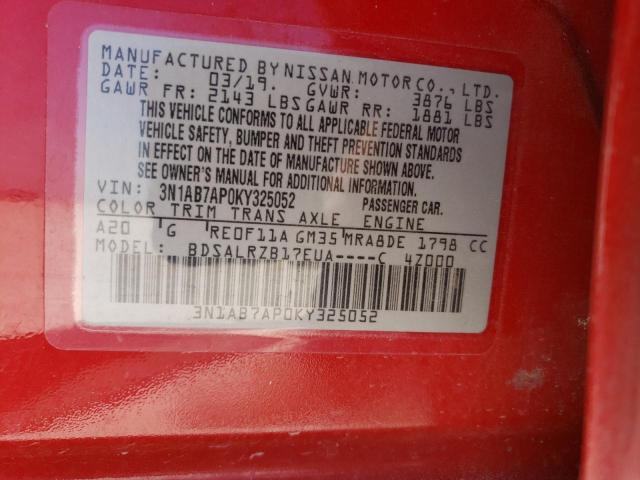 MANUFACTURED BY NISSAN MOTOR CO., LTD.
DATE: 03/19. GVWR: 3876 LBS
GAWR FR: 2143 LBS GAWR RR: 1881 LBS
THIS VEHICLE CONFORMS TO ALL APPLICABLE FEDERAL MOTOR
VEHICLE SAFETY, BUMPER AND THEFT PREVENTION STANDARDS
IN EFFECT ON THE DATE OF MANUFACTURE SHOWN ABOVE.
SEE OWNER'S MANUAL FOR ADDITIONAL INFORMATION.
VIN: 3N1AB7AP0KY325052 PASSENGER CAR.
COLOR TRIM TRANS AXLE ENGINE
A20 G RE0F11A GM35 MRA8DE 1798 CC
MODEL: BDSALRZB17EUA----C 4Z000
3N1AB7AP0KY325052